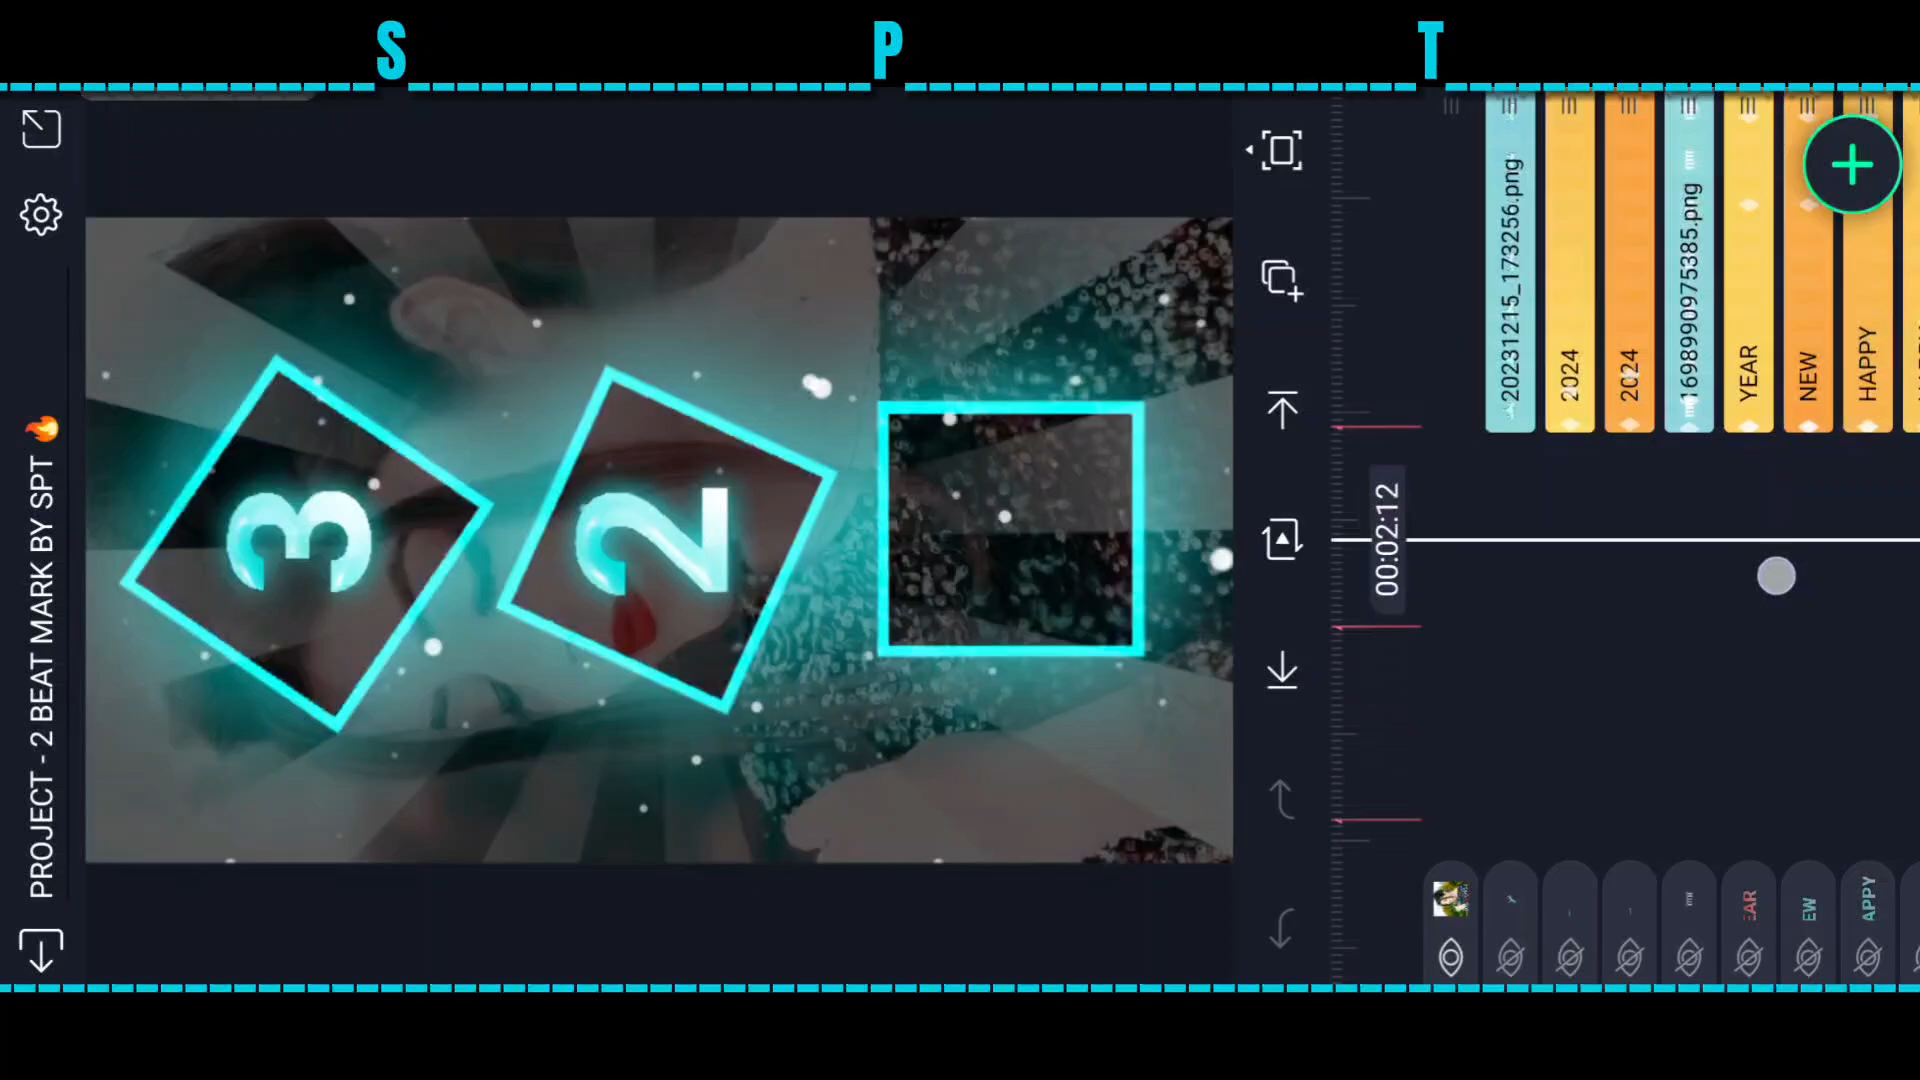 S P T
PROJECT - 2 BEAT MARK BY SPT 🔥
3
2
00:02:12
20231215_173256.png
2024
2024
1698990975385.png
YEAR
NEW
HAPPY
EAR
EW
APPY